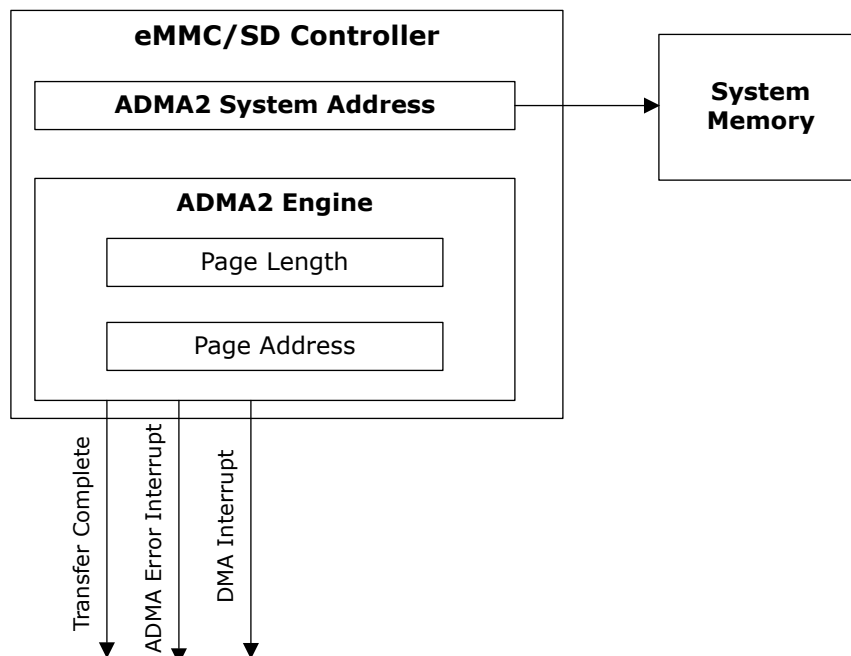 eMMC/SD Controller
ADMA2 System Address
System
Memory
ADMA2 Engine
Page Length
Page Address
Transfer Complete
ADMA Error Interrupt
DMA Interrupt